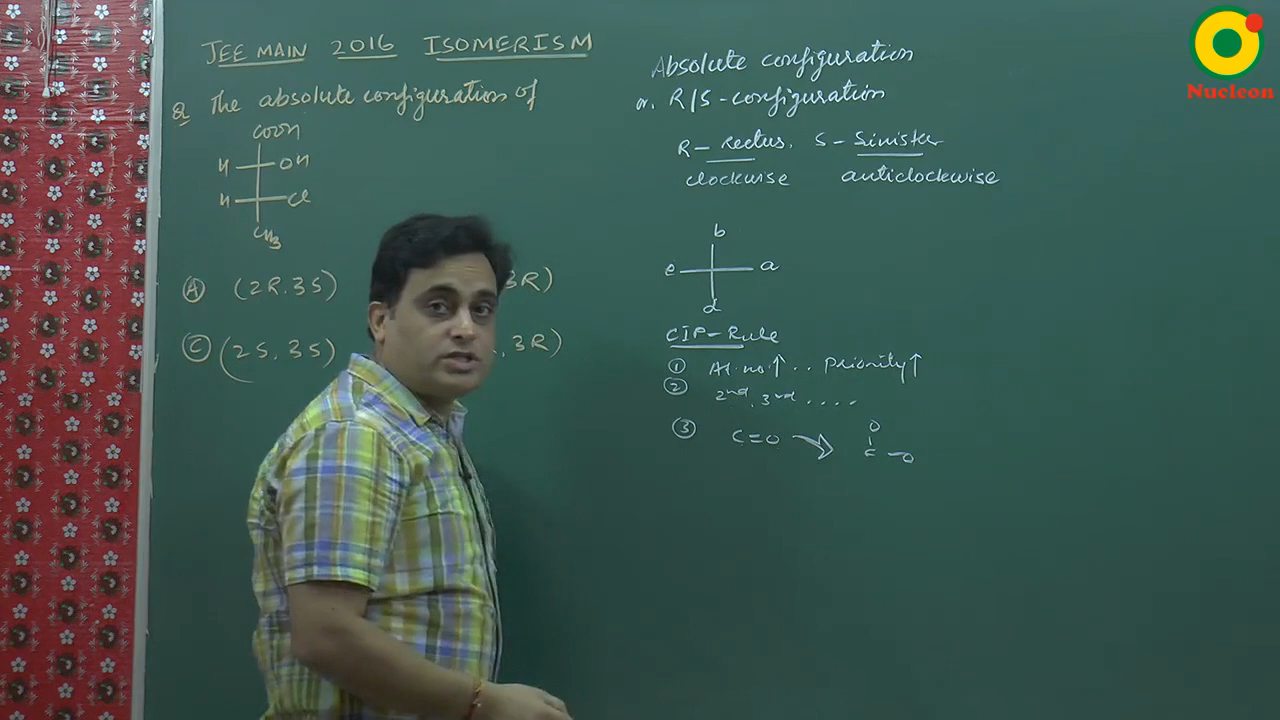 JEE MAIN 2016 ISOMERISM
Q The absolute configuration of
COOH
H OH
H Cl
CH3
A (2R, 3S) 3R)
C (2S, 3S) , 3R)
Absolute configuration
or. R/S - configuration
R - rectus, S - Sinister
clockwise anticlockwise
b
e a
d
CIP - Rule
1 At. no. ↑ .. priority ↑
2 2nd, 3rd ....
3 C=O → O
C - O
Nucleon